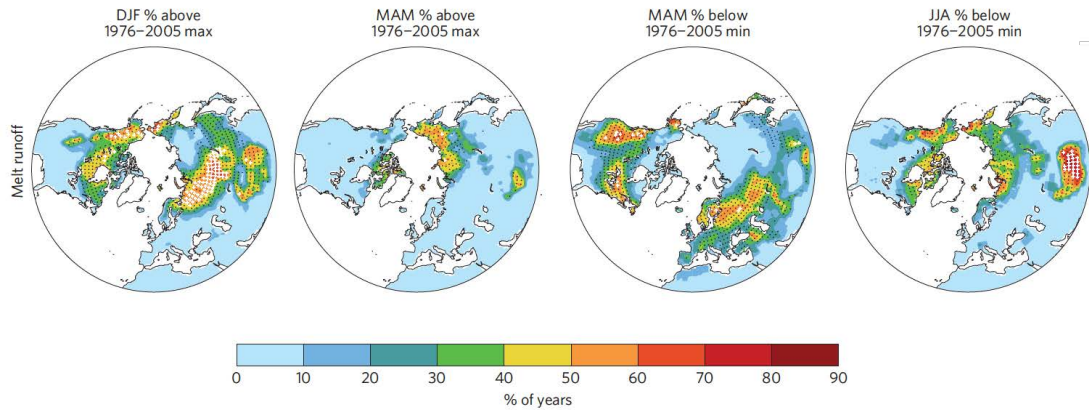 DJF % above
1976–2005 max
MAM % above
1976–2005 max
MAM % below
1976–2005 min
JJA % below
1976–2005 min
Melt runoff
0 10 20 30 40 50 60 70 80 90
% of years